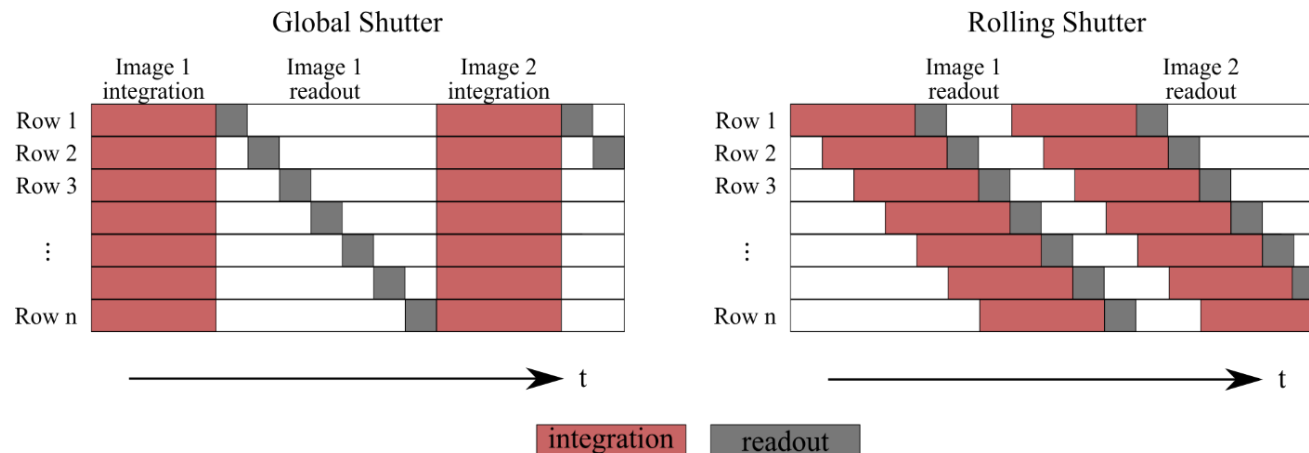 Global Shutter
Image 1 integration
Image 1 readout
Image 2 integration
Row 1
Row 2
Row 3
⋮
Row n
t
Rolling Shutter
Image 1 readout
Image 2 readout
Row 1
Row 2
Row 3
⋮
Row n
t
integration
readout